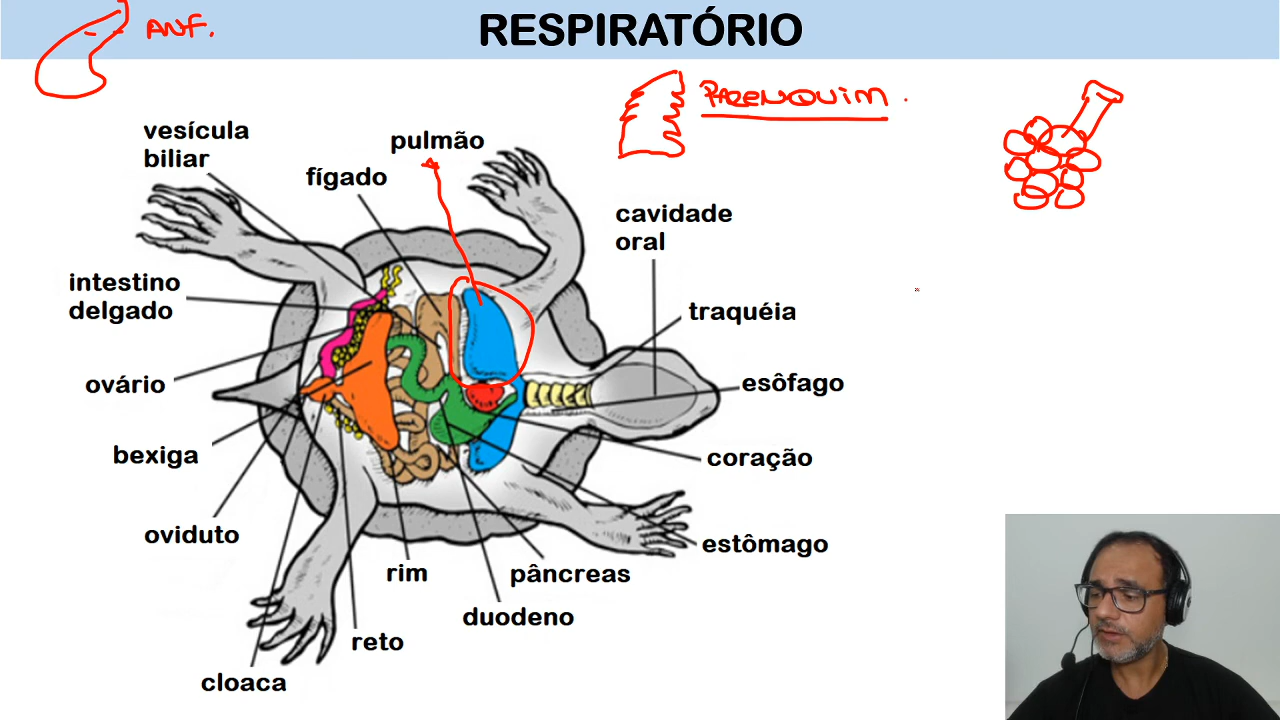 RESPIRATÓRIO
ANF.
PARENQUIM.
vesícula
biliar
pulmão
fígado
cavidade
oral
intestino
delgado
traquéia
ovário
esôfago
bexiga
coração
oviduto
estômago
rim
pâncreas
duodeno
reto
cloaca